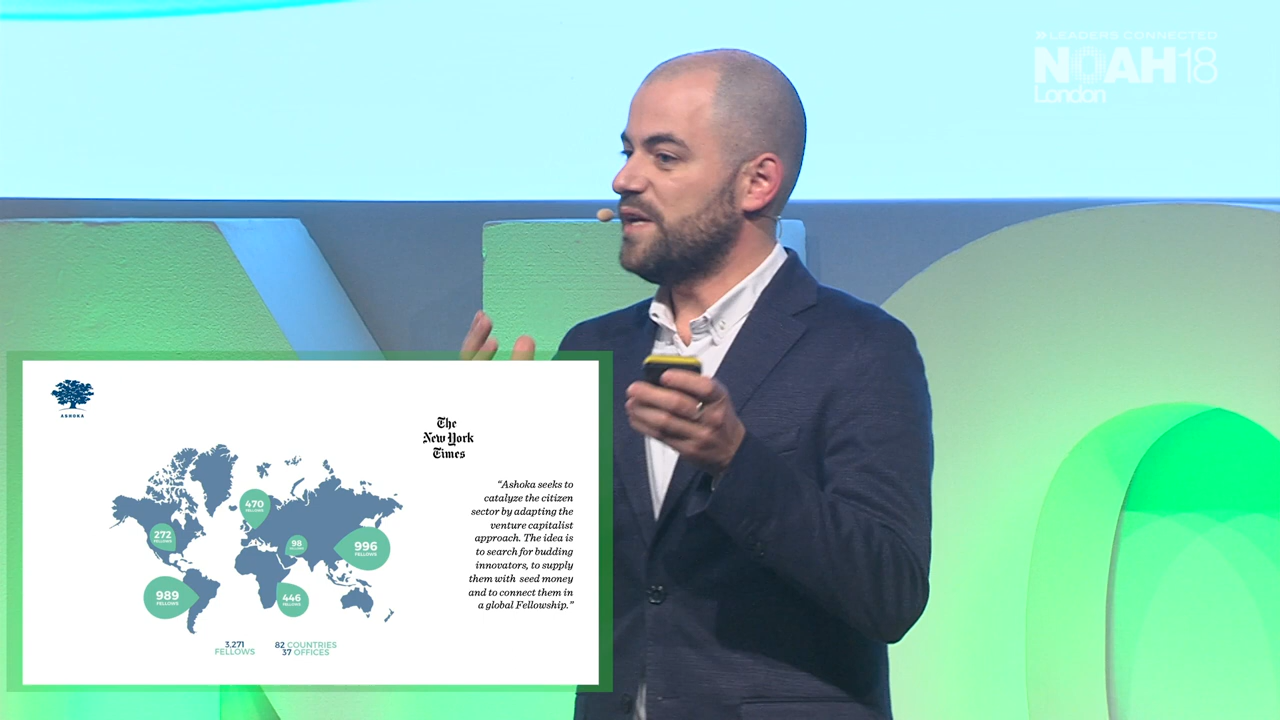 LEADERS CONNECTED
NOAH18
London
ASHOKA
The
New York
Times
"Ashoka seeks to
catalyze the citizen
sector by adapting the
venture capitalist
approach. The idea is
to search for budding
innovators, to supply
them with seed money
and to connect them in
a global Fellowship."
470
FELLOWS
272
FELLOWS
98
FELLOWS
996
FELLOWS
989
FELLOWS
446
FELLOWS
3,271
FELLOWS
82 COUNTRIES
37 OFFICES